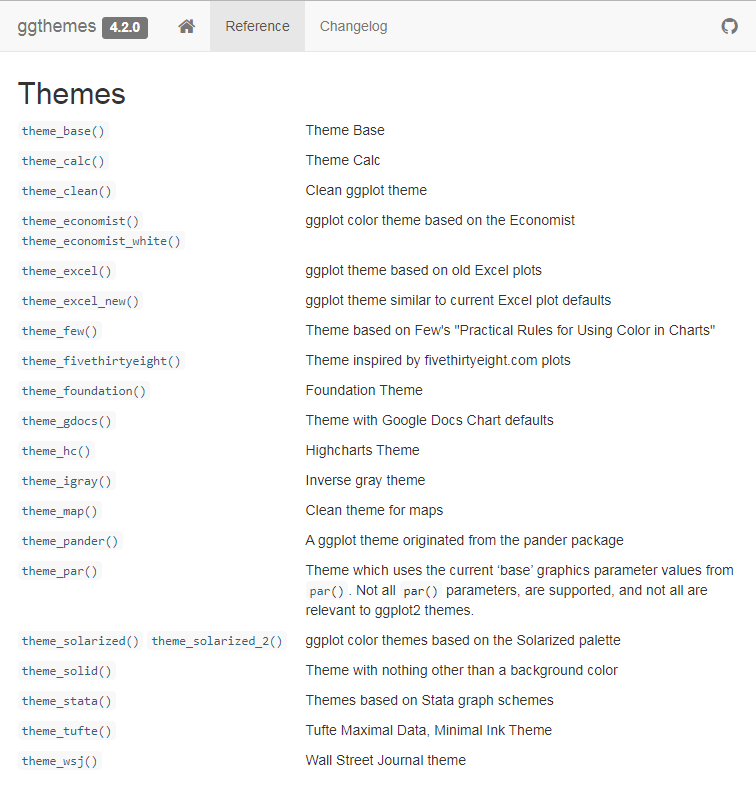 ggthemes 4.2.0 Reference Changelog
Themes
theme_base() Theme Base
theme_calc() Theme Calc
theme_clean() Clean ggplot theme
theme_economist() ggplot color theme based on the Economist
theme_economist_white()
theme_excel() ggplot theme based on old Excel plots
theme_excel_new() ggplot theme similar to current Excel plot defaults
theme_few() Theme based on Few's "Practical Rules for Using Color in Charts"
theme_fivethirtyeight() Theme inspired by fivethirtyeight.com plots
theme_foundation() Foundation Theme
theme_gdocs() Theme with Google Docs Chart defaults
theme_hc() Highcharts Theme
theme_igray() Inverse gray theme
theme_map() Clean theme for maps
theme_pander() A ggplot theme originated from the pander package
theme_par() Theme which uses the current ‘base’ graphics parameter values from
par() . Not all par() parameters, are supported, and not all are
relevant to ggplot2 themes.
theme_solarized() theme_solarized_2() ggplot color themes based on the Solarized palette
theme_solid() Theme with nothing other than a background color
theme_stata() Themes based on Stata graph schemes
theme_tufte() Tufte Maximal Data, Minimal Ink Theme
theme_wsj() Wall Street Journal theme